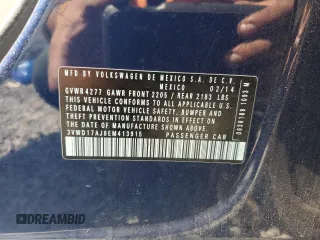 MFD BY VOLKSWAGEN DE MEXICO S.A. DE C.V.
MEXICO 02/14
GVWR 4277 GAWR FRONT 2205 / REAR 2183 LBS
THIS VEHICLE CONFORMS TO ALL APPLICABLE U.S.
FEDERAL MOTOR VEHICLE SAFETY, BUMPER AND
THEFT PREVENTION STANDARDS IN EFFECT ON
THE DATE OF MANUFACTURE SHOWN ABOVE.
3VWD17AJ8EM413915
PASSENGER CAR
DREAMBID